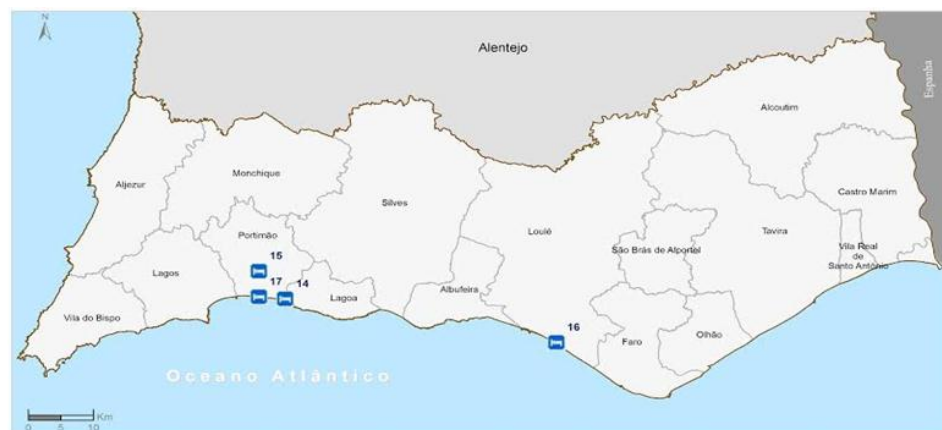 N
Alentejo
Espanha
Alcoutim
Aljezur
Monchique
Castro Marim
Silves
Loulé
Tavira
Portimão
São Brás de Alportel
Vila Real
de
Santo António
15
Lagos
17
14
Lagoa
Albufeira
Vila do Bispo
16
Faro
Olhão
Oceano Atlântico
Km
0 5 10